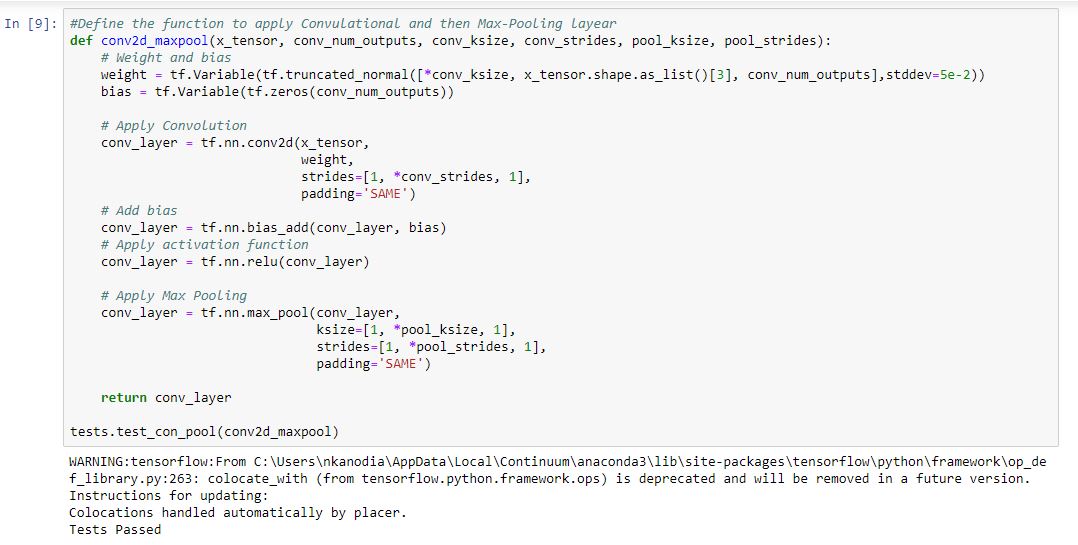 In [9]: #Define the function to apply Convulational and then Max-Pooling layear
def conv2d_maxpool(x_tensor, conv_num_outputs, conv_ksize, conv_strides, pool_ksize, pool_strides):
    # Weight and bias
    weight = tf.Variable(tf.truncated_normal([*conv_ksize, x_tensor.shape.as_list()[3], conv_num_outputs],stddev=5e-2))
    bias = tf.Variable(tf.zeros(conv_num_outputs))
    # Apply Convolution
    conv_layer = tf.nn.conv2d(x_tensor,
                              weight,
                              strides=[1, *conv_strides, 1],
                              padding='SAME')
    # Add bias
    conv_layer = tf.nn.bias_add(conv_layer, bias)
    # Apply activation function
    conv_layer = tf.nn.relu(conv_layer)
    # Apply Max Pooling
    conv_layer = tf.nn.max_pool(conv_layer,
                                ksize=[1, *pool_ksize, 1],
                                strides=[1, *pool_strides, 1],
                                padding='SAME')
    return conv_layer
tests.test_con_pool(conv2d_maxpool)
WARNING:tensorflow:From C:\Users\nkanodia\AppData\Local\Continuum\anaconda3\lib\site-packages\tensorflow\python\framework\op_de
f_library.py:263: colocate_with (from tensorflow.python.framework.ops) is deprecated and will be removed in a future version.
Instructions for updating:
Colocations handled automatically by placer.
Tests Passed